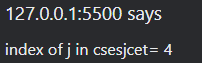 127.0.0.1:5500 says
index of j in csesjcet= 4